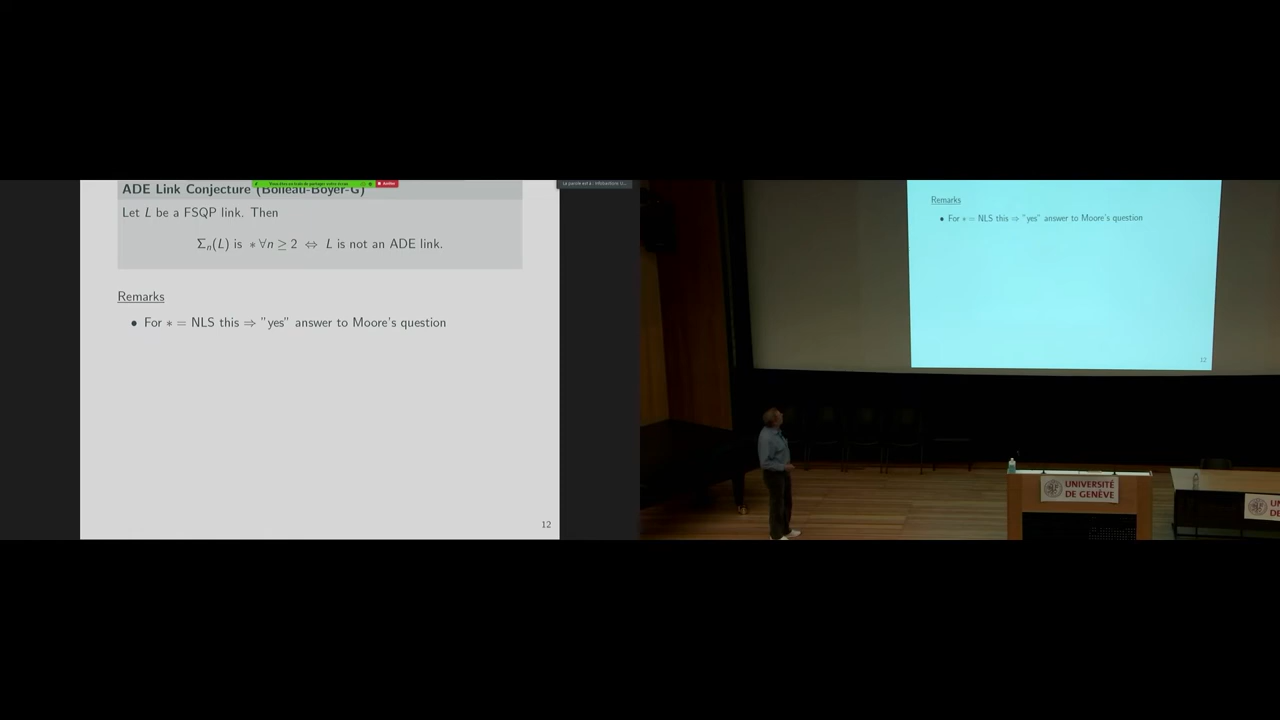 ADE Link Conjecture (Boileau-Boyer-G)
Let L be a FSQP link. Then
Σn(L) is * ∀n ≥ 2 ⇔ L is not an ADE link.
Remarks
• For * = NLS this ⇒ "yes" answer to Moore's question
12
Remarks
• For * = NLS this ⇒ "yes" answer to Moore's question
12
UNIVERSITÉ
DE GENÈVE